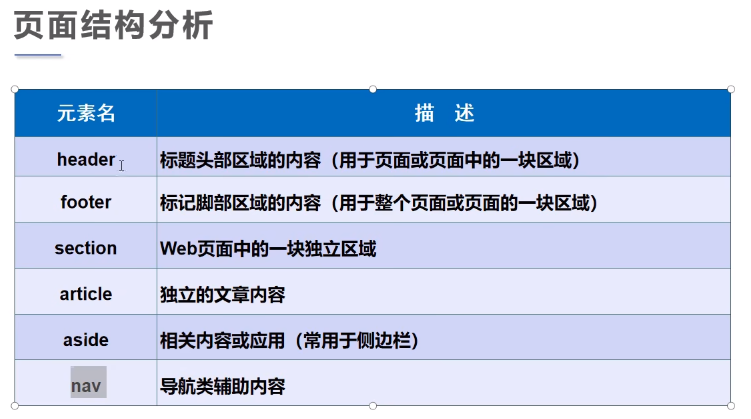 页面结构分析
元素名 描 述
header 标题头部区域的内容（用于页面或页面中的一块区域）
footer 标记脚部区域的内容（用于整个页面或页面的一块区域）
section Web页面中的一块独立区域
article 独立的文章内容
aside 相关内容或应用（常用于侧边栏）
nav 导航类辅助内容